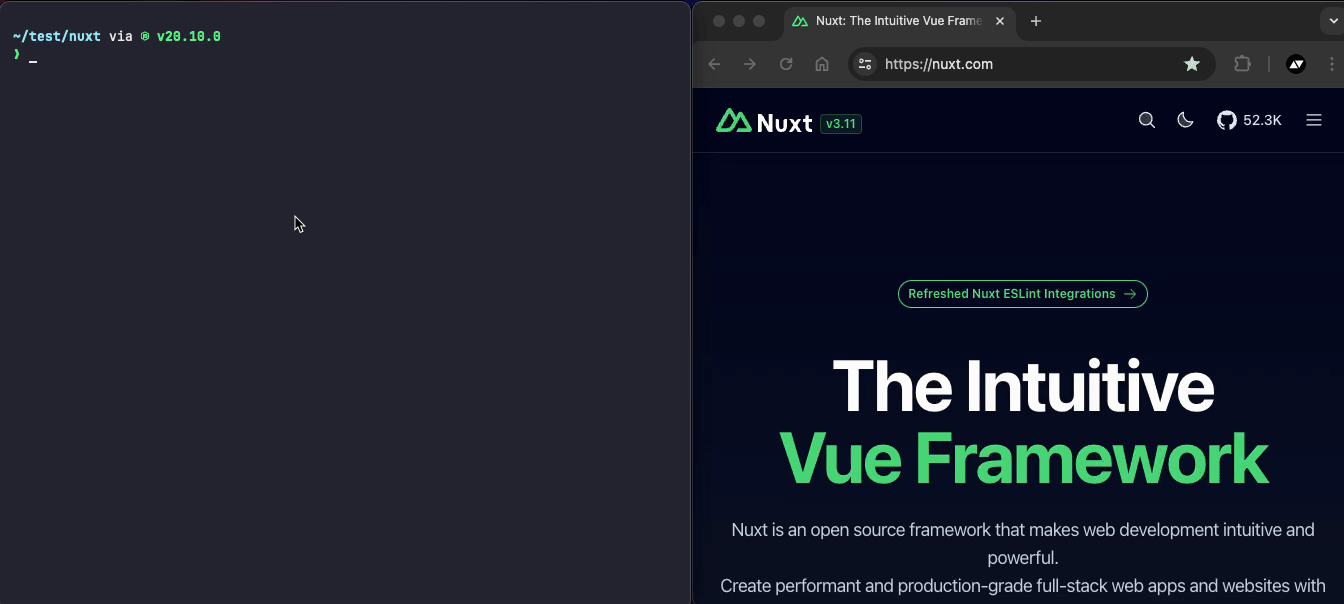 ~/test/nuxt via ⬢ v20.10.0
❯
Nuxt: The Intuitive Vue Frame
https://nuxt.com
Nuxt v3.11
52.3K
Refreshed Nuxt ESLint Integrations →
The Intuitive
Vue Framework
Nuxt is an open source framework that makes web development intuitive and
powerful.
Create performant and production-grade full-stack web apps and websites with